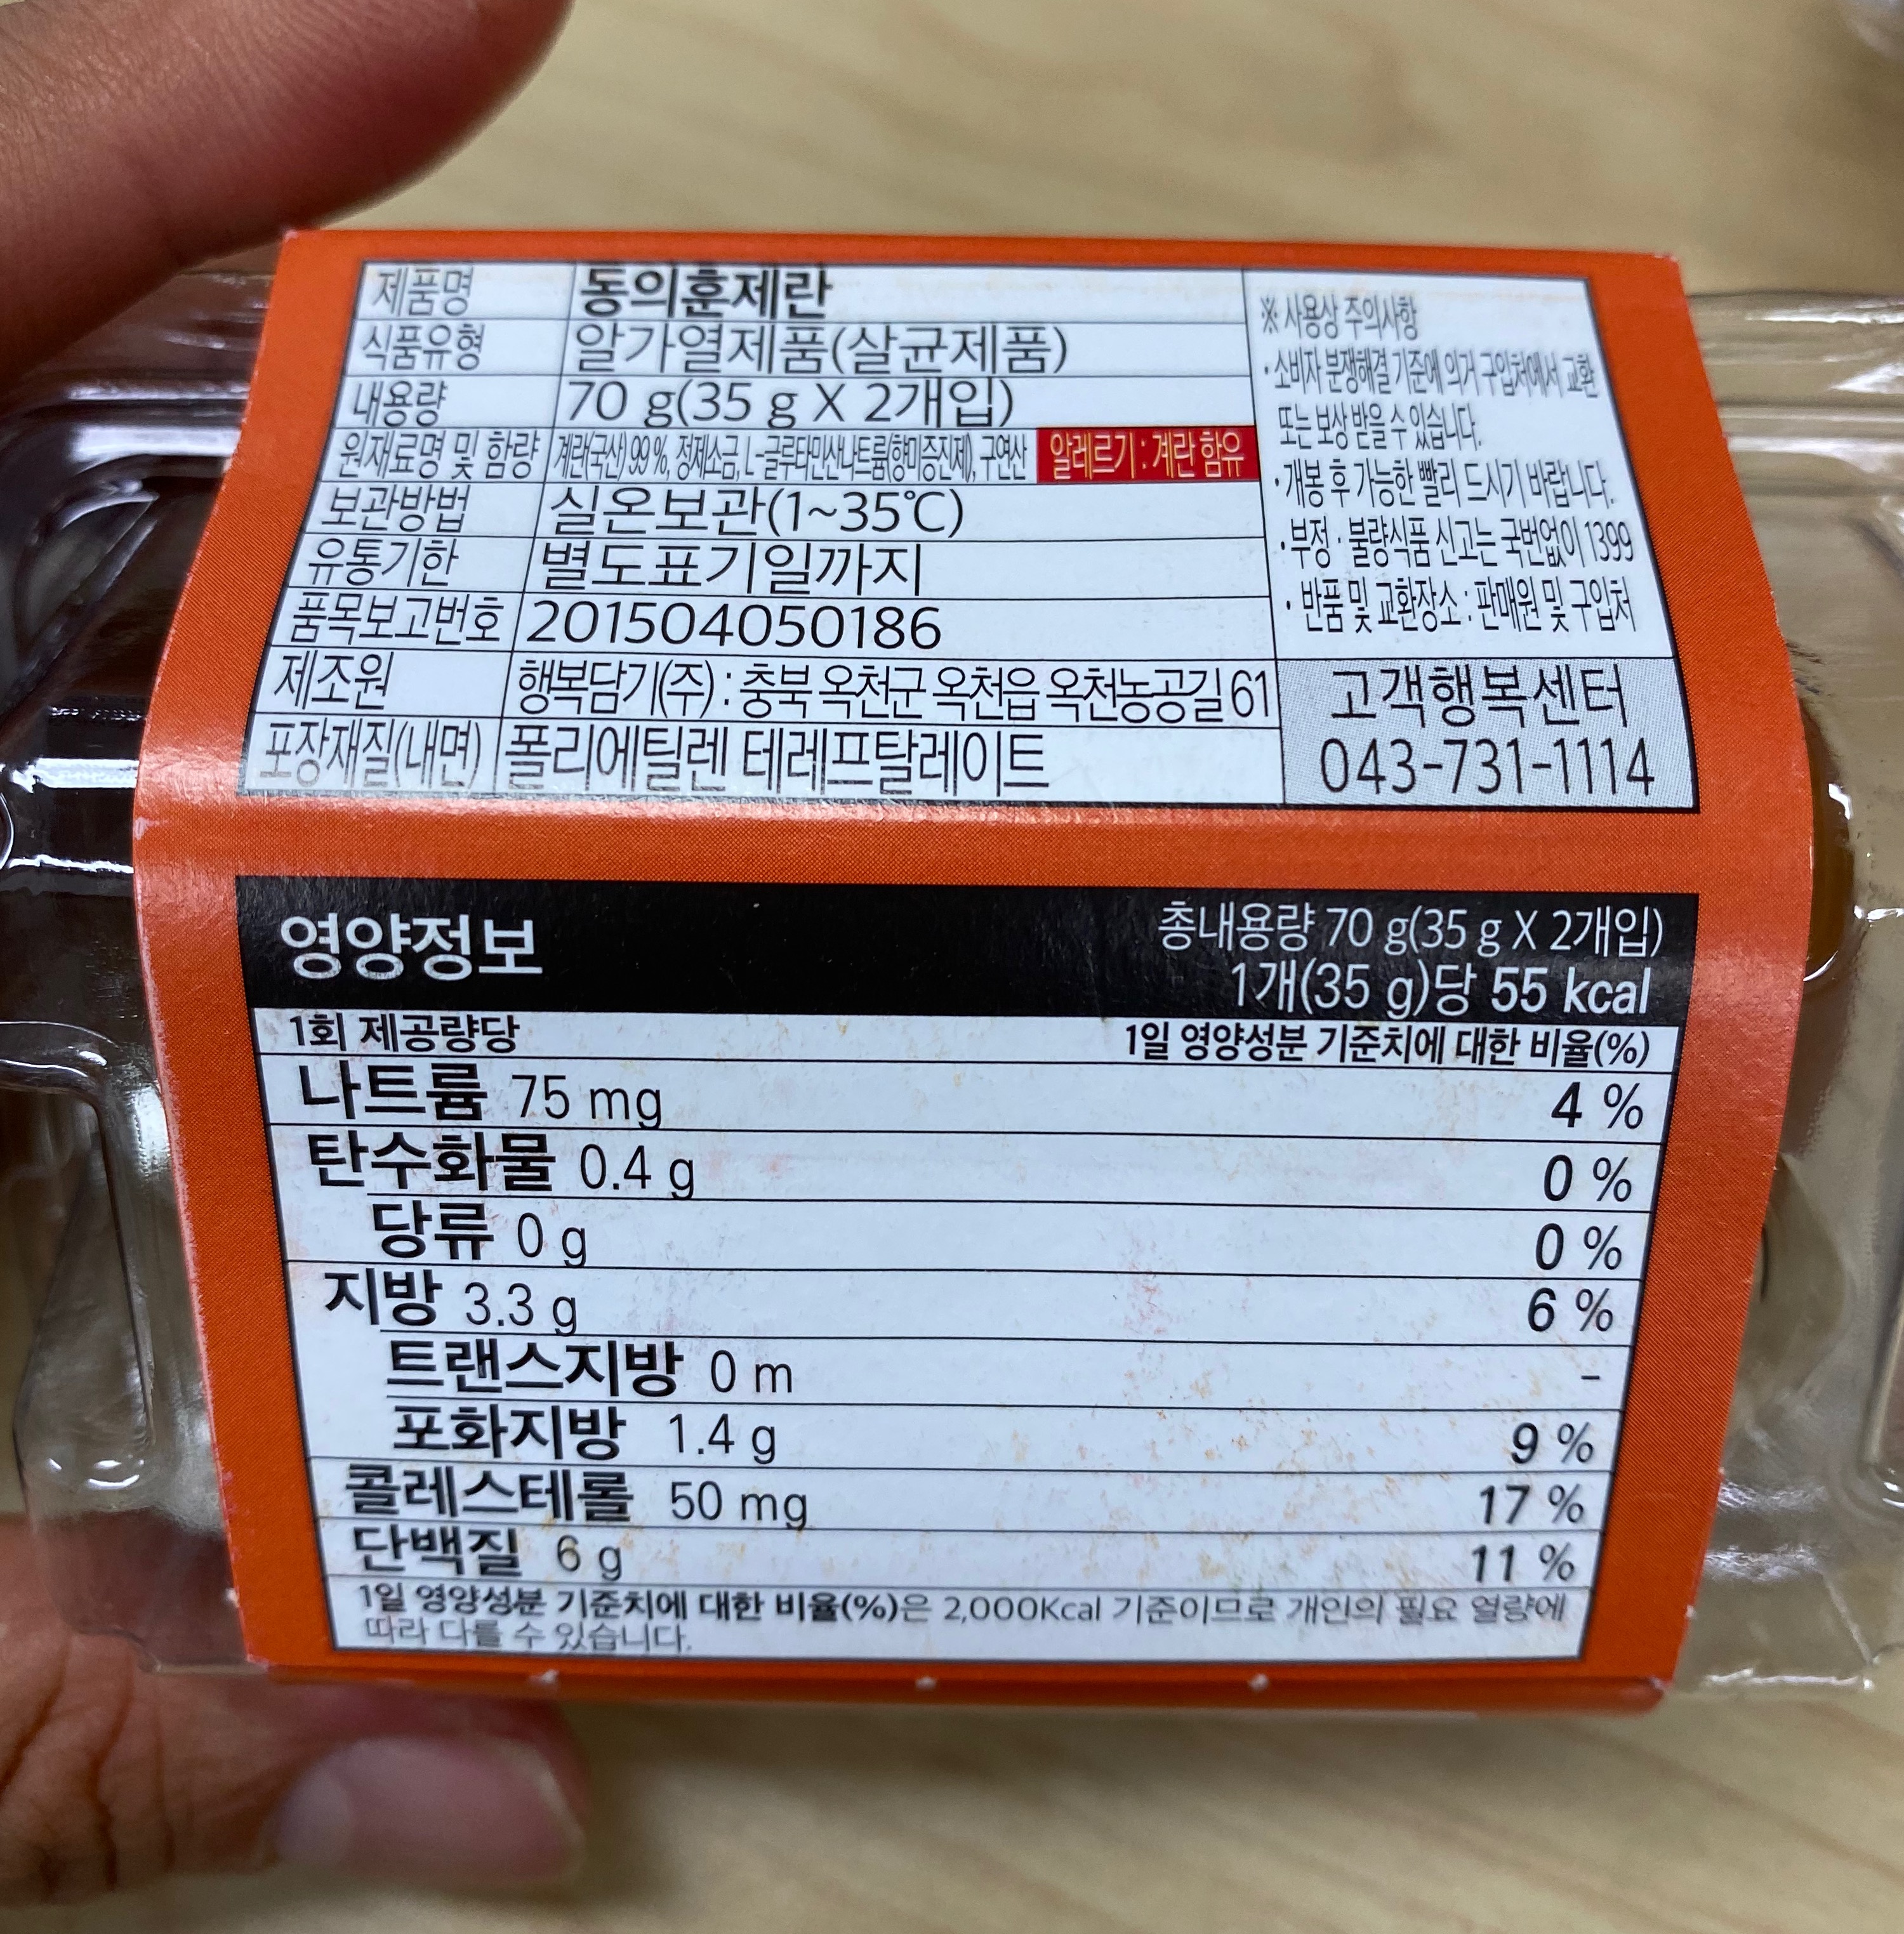 제품명 동의훈제란
식품유형 알가열제품(살균제품)
내용량 70 g(35 g X 2개입)
원재료명 및 함량 계란(국산) 99 %, 정제소금, L-글루타민산나트륨(향미증진제), 구연산 알레르기 : 계란 함유
보관방법 실온보관(1~35℃)
유통기한 별도표기일까지
품목보고번호 201504050186
제조원 행복담기(주) : 충북 옥천군 옥천읍 옥천농공길 61
포장재질(내면) 폴리에틸렌 테레프탈레이트
※ 사용상 주의사항
· 소비자 분쟁해결 기준에 의거 구입처에서 교환
또는 보상 받을 수 있습니다.
· 개봉 후 가능한 빨리 드시기 바랍니다.
· 부정 · 불량식품 신고는 국번없이 1399
· 반품 및 교환장소 : 판매원 및 구입처
고객행복센터
043-731-1114
영양정보
총내용량 70 g(35 g X 2개입)
1개(35 g)당 55 kcal
1회 제공량당 1일 영양성분 기준치에 대한 비율(%)
나트륨 75 mg 4 %
탄수화물 0.4 g 0 %
당류 0 g 0 %
지방 3.3 g 6 %
트랜스지방 0 m -
포화지방 1.4 g 9 %
콜레스테롤 50 mg 17 %
단백질 6 g 11 %
1일 영양성분 기준치에 대한 비율(%)은 2,000Kcal 기준이므로 개인의 필요 열량에
따라 다를 수 있습니다.